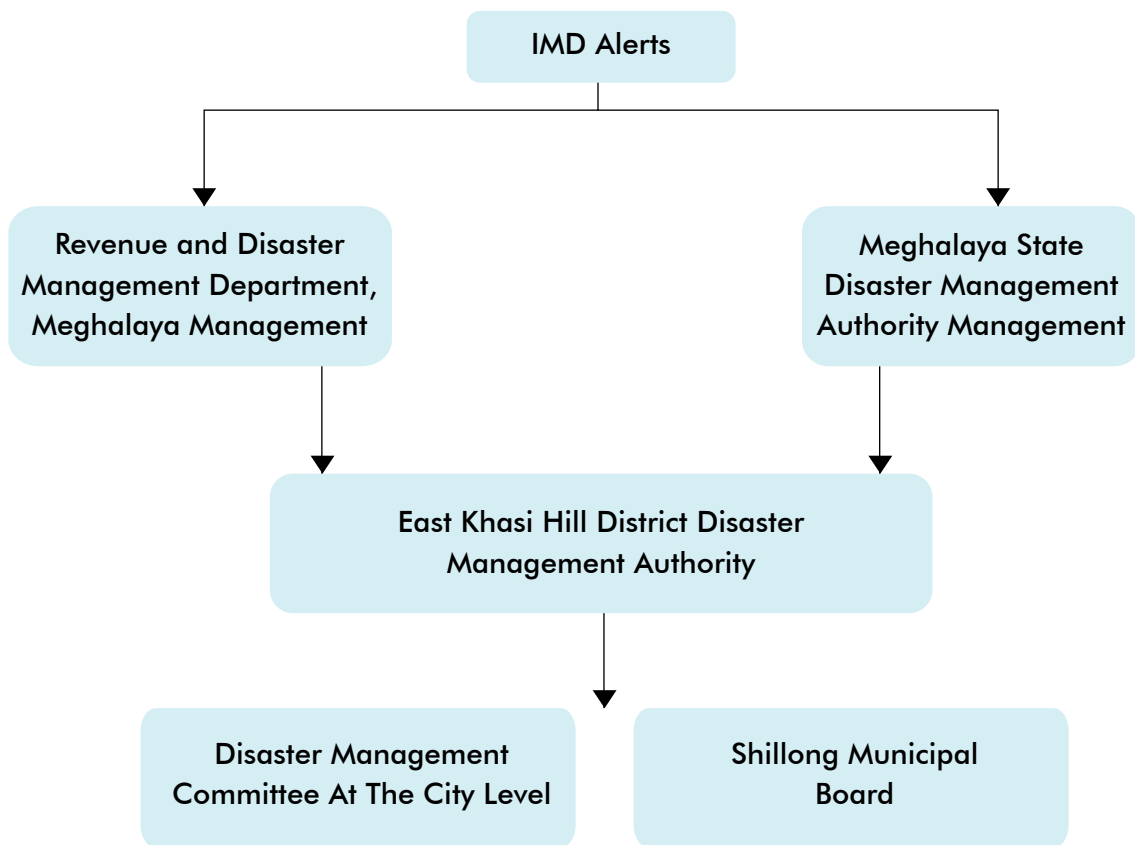 IMD Alerts
Revenue and Disaster
Management Department,
Meghalaya Management
Meghalaya State
Disaster Management
Authority Management
East Khasi Hill District Disaster
Management Authority
Disaster Management
Committee At The City Level
Shillong Municipal
Board